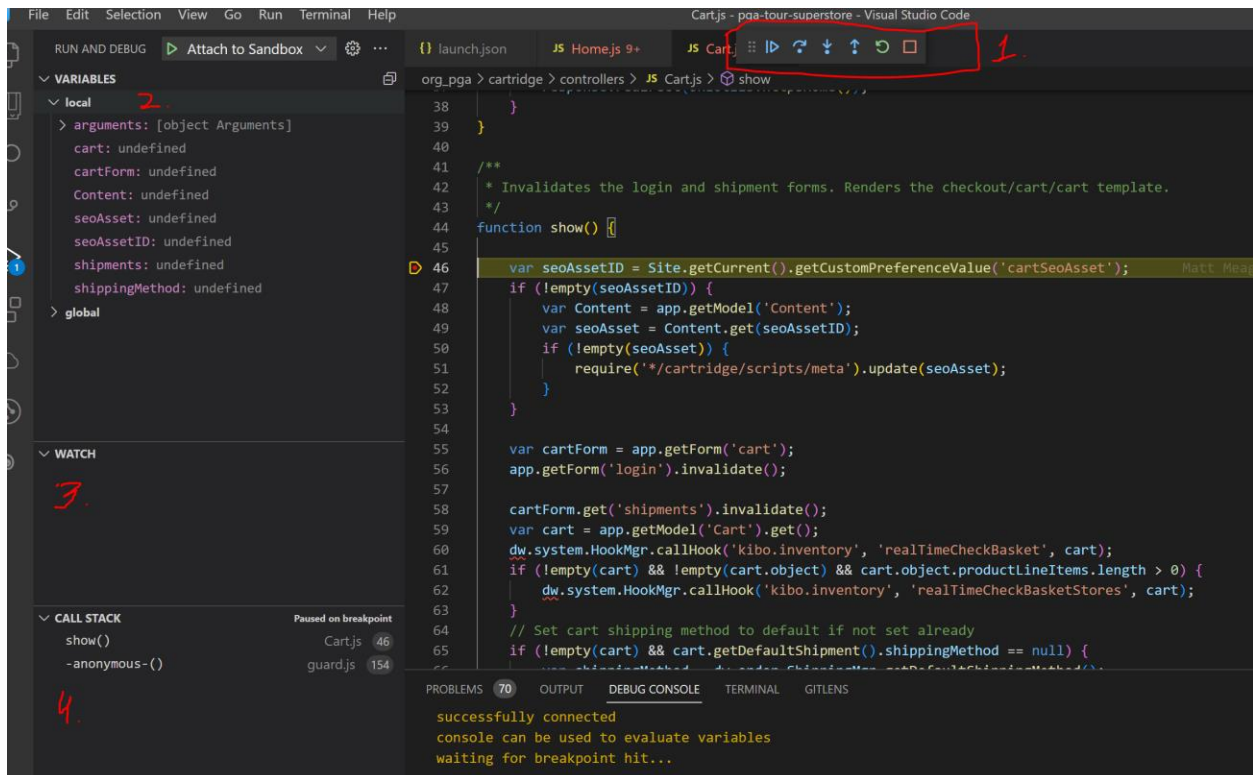 File Edit Selection View Go Run Terminal Help
Cart.js - pga-tour-superstore - Visual Studio Code
RUN AND DEBUG Attach to Sandbox
launch.json
JS Home.js 9+
JS Cart.j
1.
VARIABLES
org_pga > cartridge > controllers > JS Cart.js > show
local
2.
arguments: [object Arguments]
cart: undefined
cartForm: undefined
Content: undefined
seoAsset: undefined
seoAssetID: undefined
shipments: undefined
shippingMethod: undefined
global
1
38 }
39 }
40
41 /**
42 * Invalidates the login and shipment forms. Renders the checkout/cart/cart template.
43 */
44 function show() {
45
46 var seoAssetID = Site.getCurrent().getCustomPreferenceValue('cartSeoAsset'); Matt Meag
47 if (!empty(seoAssetID)) {
48 var Content = app.getModel('Content');
49 var seoAsset = Content.get(seoAssetID);
50 if (!empty(seoAsset)) {
51 require('*/cartridge/scripts/meta').update(seoAsset);
52 }
53 }
54
55 var cartForm = app.getForm('cart');
56 app.getForm('login').invalidate();
57
58 cartForm.get('shipments').invalidate();
59 var cart = app.getModel('Cart').get();
60 dw.system.HookMgr.callHook('kibo.inventory', 'realTimeCheckBasket', cart);
61 if (!empty(cart) && !empty(cart.object) && cart.object.productLineItems.length > 0) {
62 dw.system.HookMgr.callHook('kibo.inventory', 'realTimeCheckBasketStores', cart);
63 }
64 // Set cart shipping method to default if not set already
65 if (!empty(cart) && cart.getDefaultShipment().shippingMethod == null) {
WATCH
3.
CALL STACK Paused on breakpoint
show() Cart.js 46
-anonymous-() guard.js 154
4.
PROBLEMS 70 OUTPUT DEBUG CONSOLE TERMINAL GITLENS
successfully connected
console can be used to evaluate variables
waiting for breakpoint hit...